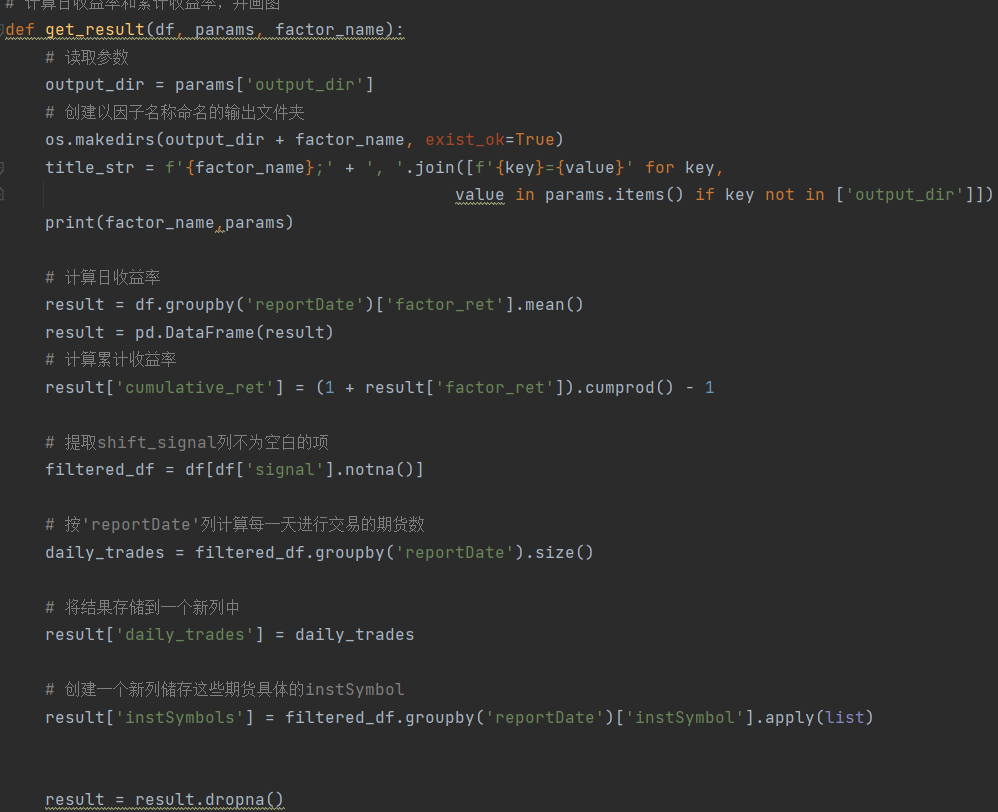 # 计算日收益率和累计收益率，并画图
def get_result(df, params, factor_name):
    # 读取参数
    output_dir = params['output_dir']
    # 创建以因子名称命名的输出文件夹
    os.makedirs(output_dir + factor_name, exist_ok=True)
    title_str = f'{factor_name};' + ', '.join([f'{key}={value}' for key,
                                         value in params.items() if key not in ['output_dir']])
    print(factor_name,params)

    # 计算日收益率
    result = df.groupby('reportDate')['factor_ret'].mean()
    result = pd.DataFrame(result)
    # 计算累计收益率
    result['cumulative_ret'] = (1 + result['factor_ret']).cumprod() - 1

    # 提取shift_signal列不为空白的项
    filtered_df = df[df['signal'].notna()]

    # 按'reportDate'列计算每一天进行交易的期货数
    daily_trades = filtered_df.groupby('reportDate').size()

    # 将结果存储到一个新列中
    result['daily_trades'] = daily_trades

    # 创建一个新列储存这些期货具体的instSymbol
    result['instSymbols'] = filtered_df.groupby('reportDate')['instSymbol'].apply(list)


    result = result.dropna()